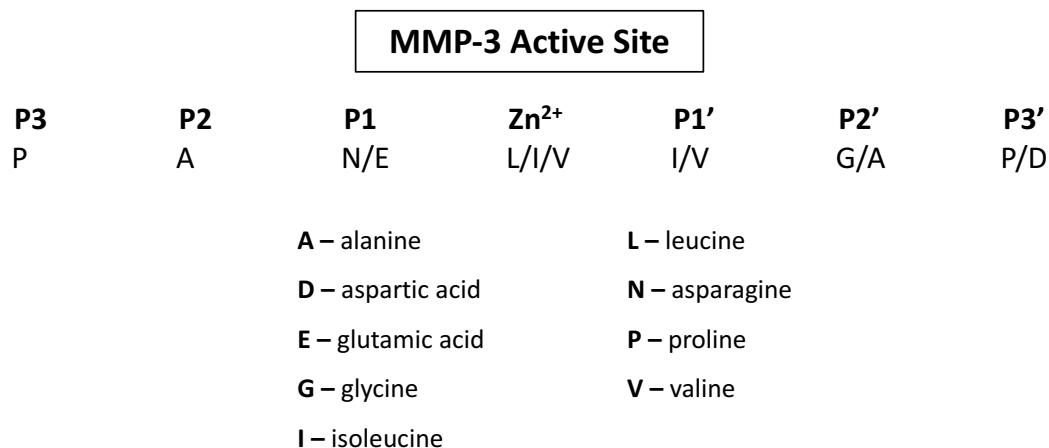 MMP-3 Active Site
P3 P2 P1 Zn²⁺ P1’ P2’ P3’
P A N/E L/I/V I/V G/A P/D
A – alanine L – leucine
D – aspartic acid N – asparagine
E – glutamic acid P – proline
G – glycine V – valine
I – isoleucine